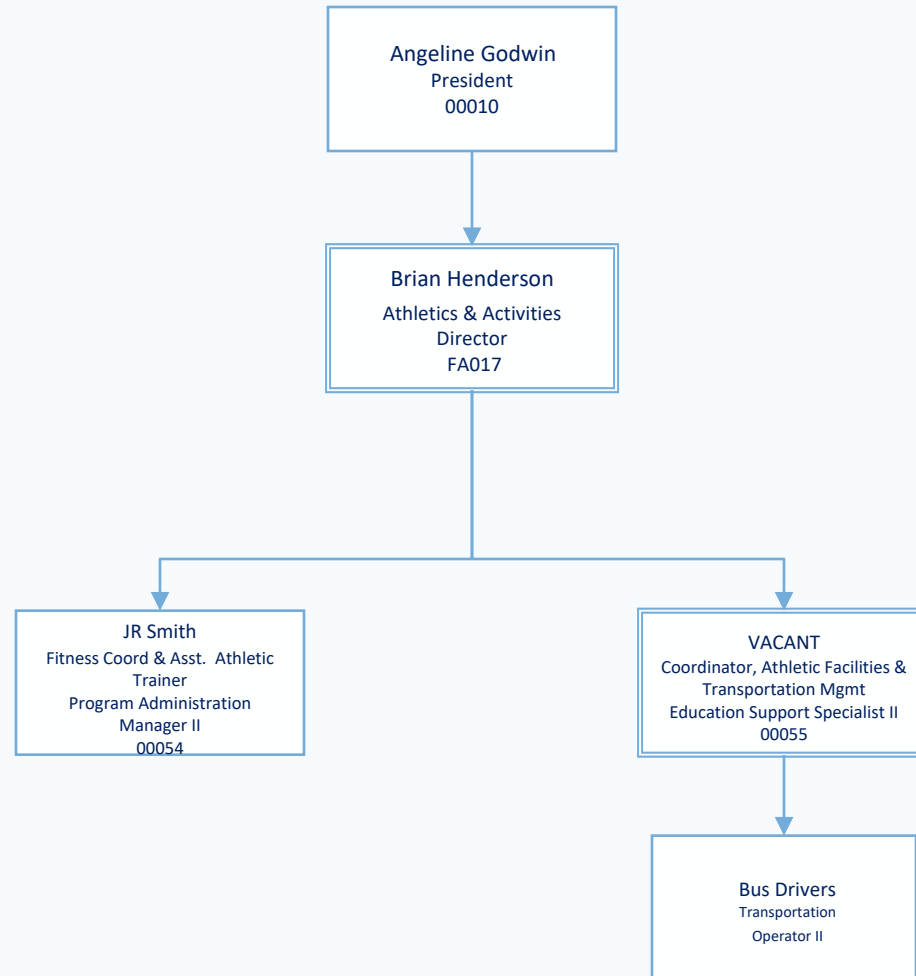 Angeline Godwin
President
00010
Brian Henderson
Athletics & Activities
Director
FA017
JR Smith
Fitness Coord & Asst. Athletic
Trainer
Program Administration
Manager II
00054
VACANT
Coordinator, Athletic Facilities &
Transportation Mgmt
Education Support Specialist II
00055
Bus Drivers
Transportation
Operator II